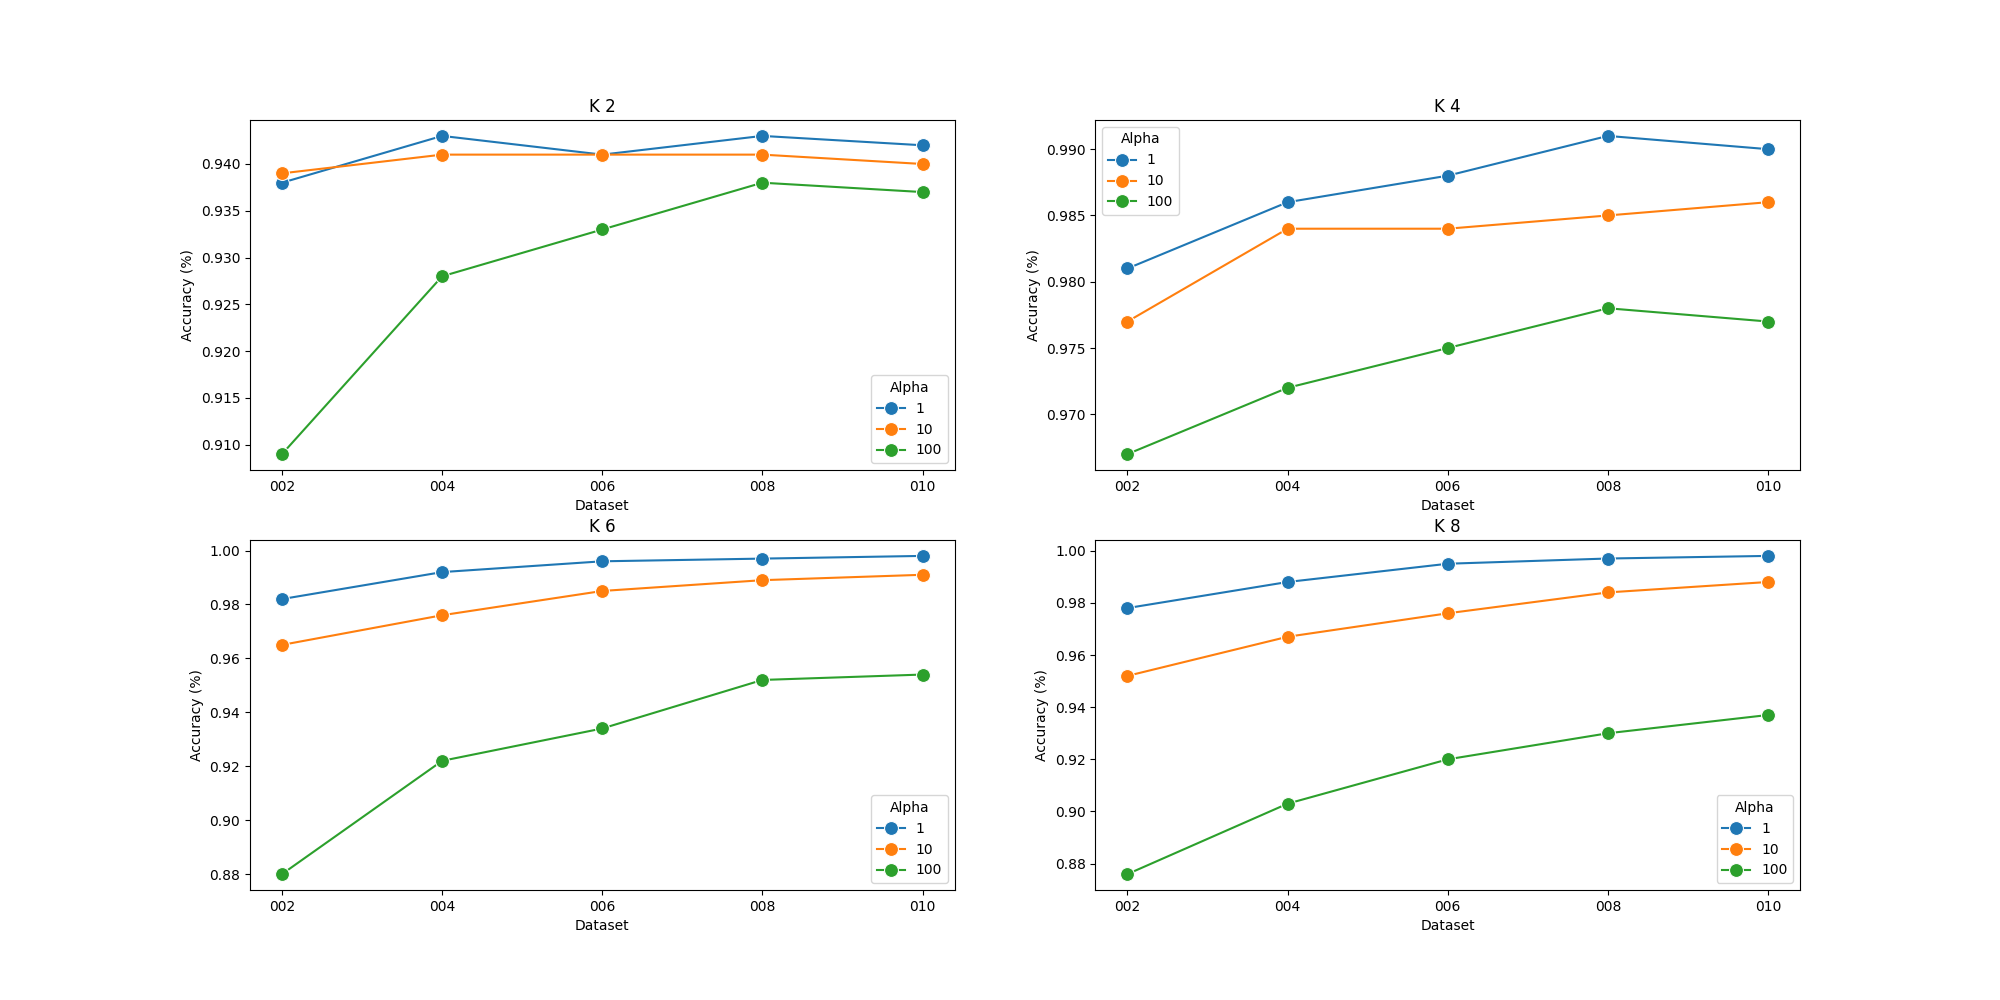 K 2
Accuracy (%)
0.940
0.935
0.930
0.925
0.920
0.915
0.910
Alpha
1
10
100
002 004 006 008 010
Dataset
K 4
Accuracy (%)
0.990
0.985
0.980
0.975
0.970
Alpha
1
10
100
002 004 006 008 010
Dataset
K 6
Accuracy (%)
1.00
0.98
0.96
0.94
0.92
0.90
0.88
Alpha
1
10
100
002 004 006 008 010
Dataset
K 8
Accuracy (%)
1.00
0.98
0.96
0.94
0.92
0.90
0.88
Alpha
1
10
100
002 004 006 008 010
Dataset